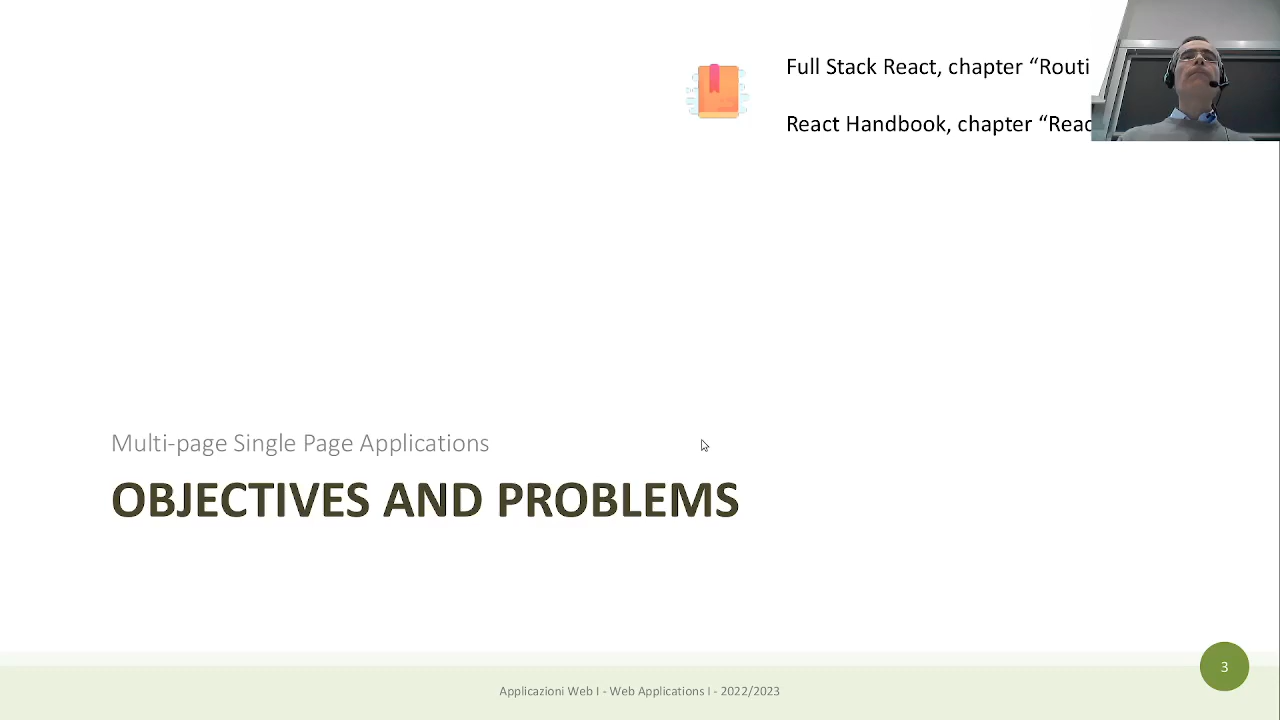 Full Stack React, chapter “Routi
React Handbook, chapter “Reac
Multi-page Single Page Applications
OBJECTIVES AND PROBLEMS
3
Applicazioni Web I - Web Applications I - 2022/2023